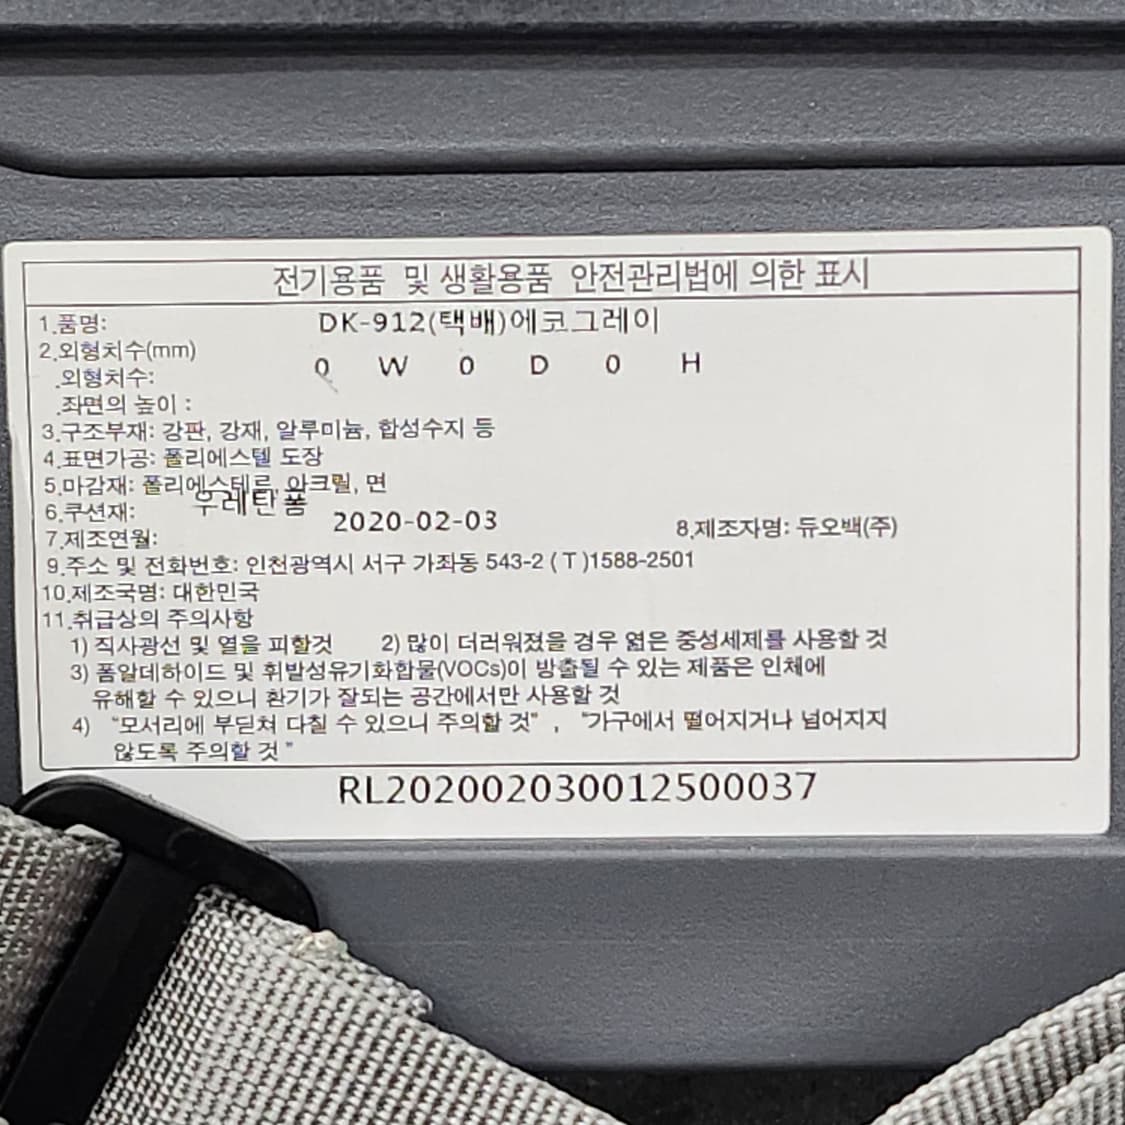 전기용품 및 생활용품 안전관리법에 의한 표시
1.품명: DK-912(택배)에코그레이
2.외형치수(mm)
.외형치수: 0 W 0 D 0 H
.좌면의 높이 :
3.구조부재: 강판, 강재, 알루미늄, 합성수지 등
4.표면가공: 폴리에스텔 도장
5.마감재: 폴리에스테르, 아크릴, 면
6.쿠션재: 우레탄폼
7.제조연월: 2020-02-03 8.제조자명: 듀오백(주)
9.주소 및 전화번호: 인천광역시 서구 가좌동 543-2 ( T )1588-2501
10.제조국명: 대한민국
11.취급상의 주의사항
1) 직사광선 및 열을 피할것 2) 많이 더러워졌을 경우 엷은 중성세제를 사용할 것
3) 폼알데하이드 및 휘발성유기화합물(VOCs)이 방출될 수 있는 제품은 인체에
유해할 수 있으니 환기가 잘되는 공간에서만 사용할 것
4) "모서리에 부딛쳐 다칠 수 있으니 주의할 것" , "가구에서 떨어지거나 넘어지지
않도록 주의할 것 "
RL202002030012500037